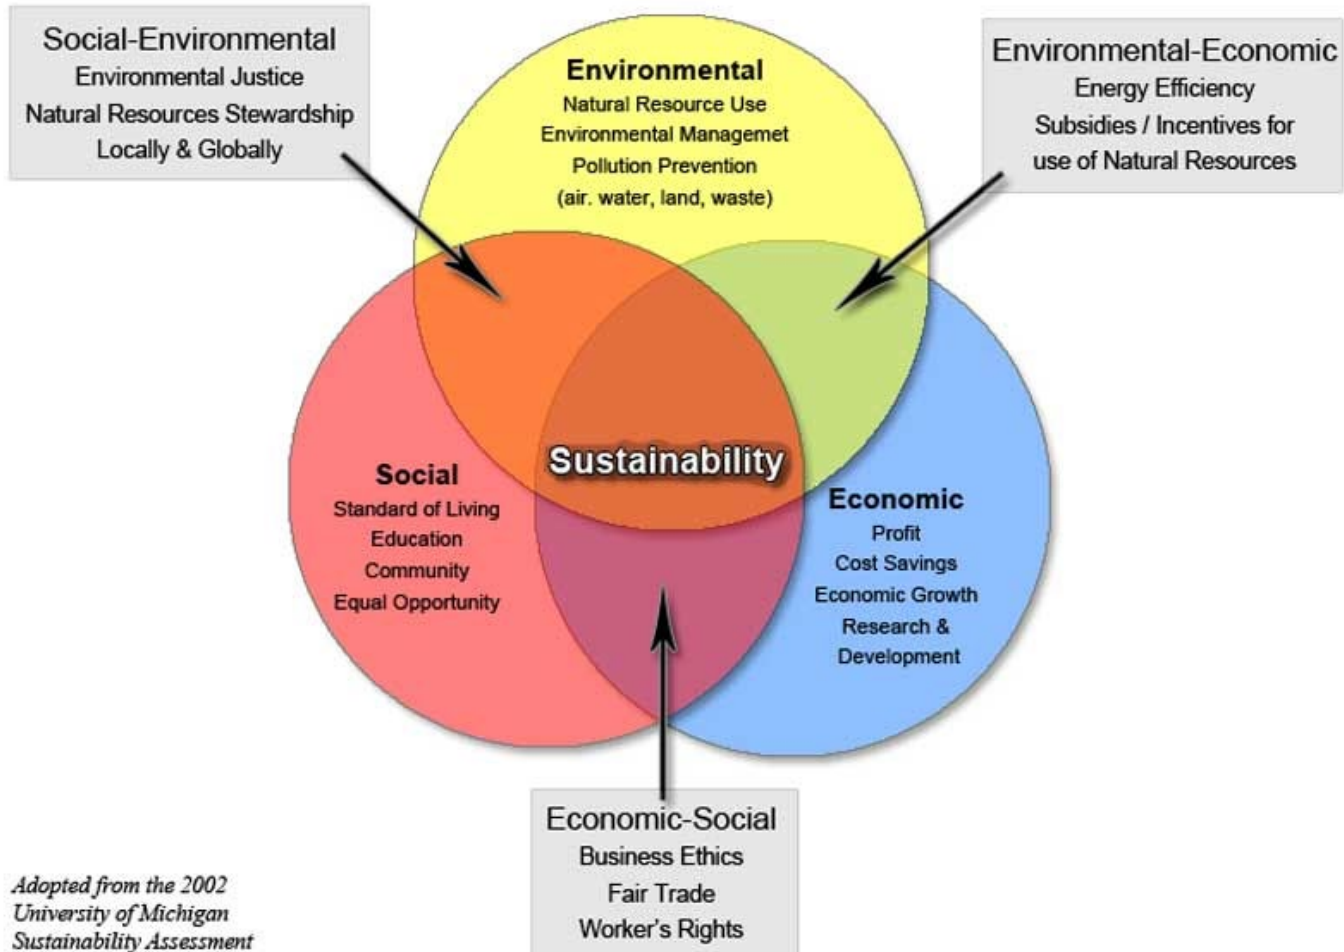 Social-Environmental
Environmental Justice
Natural Resources Stewardship
Locally & Globally
Environmental
Natural Resource Use
Environmental Managemet
Pollution Prevention
(air. water, land, waste)
Environmental-Economic
Energy Efficiency
Subsidies / Incentives for
use of Natural Resources
Sustainability
Social
Standard of Living
Education
Community
Equal Opportunity
Economic
Profit
Cost Savings
Economic Growth
Research &
Development
Economic-Social
Business Ethics
Fair Trade
Worker's Rights
Adopted from the 2002
University of Michigan
Sustainability Assessment